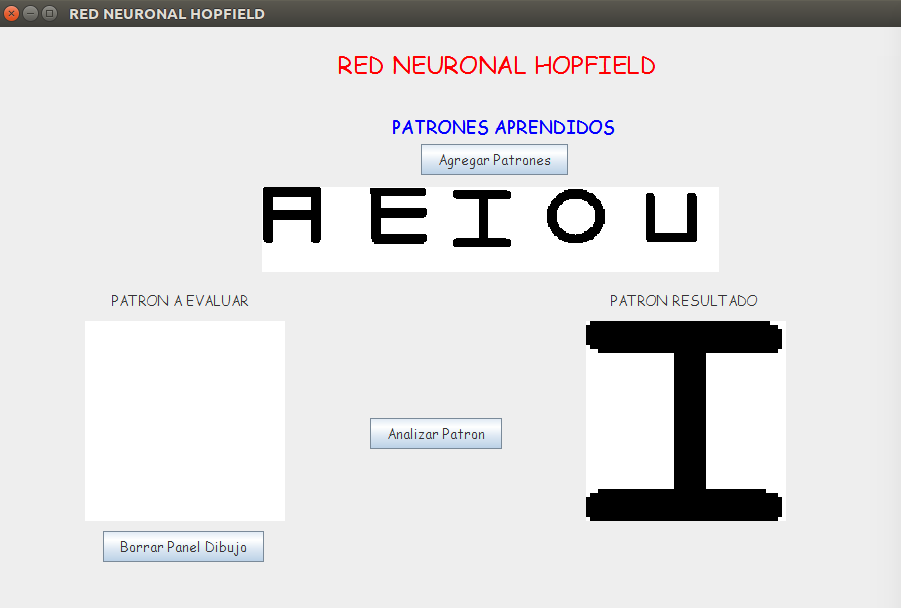 RED NEURONAL HOPFIELD
RED NEURONAL HOPFIELD
PATRONES APRENDIDOS
Agregar Patrones
A E I O U
PATRON A EVALUAR
PATRON RESULTADO
I
Analizar Patron
Borrar Panel Dibujo